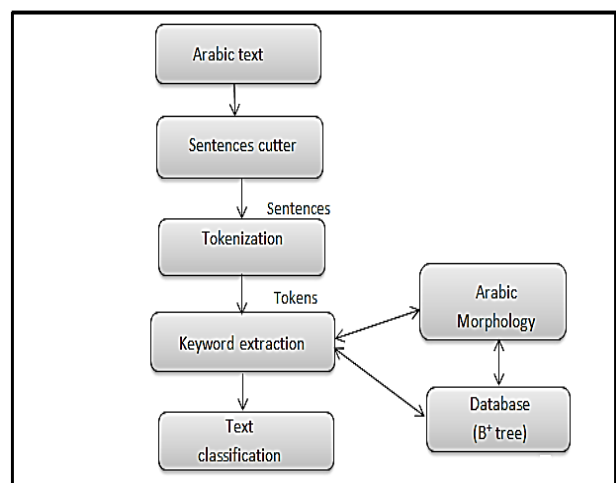 Arabic text
Sentences cutter
Sentences
Tokenization
Tokens
Keyword extraction
Arabic
Morphology
Database
(B⁺ tree)
Text
classification